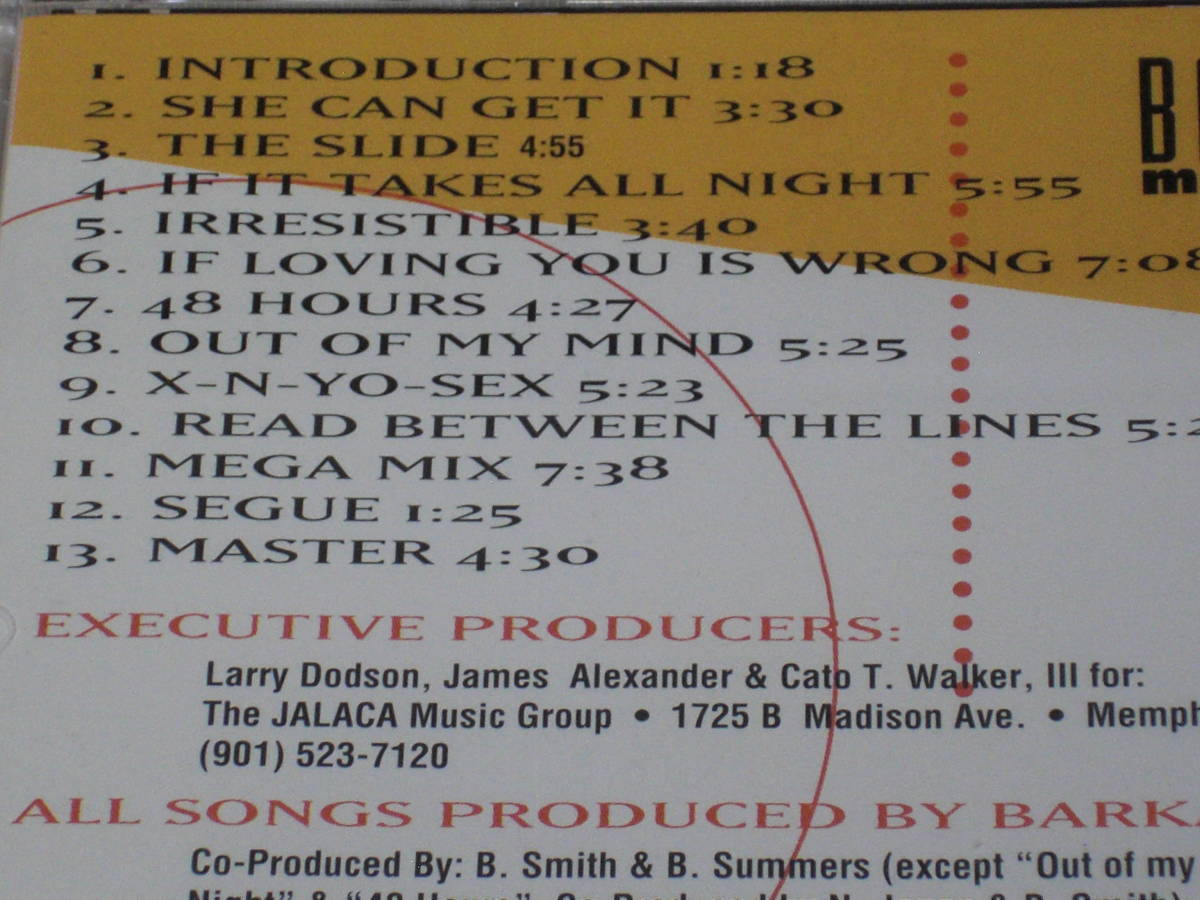 1. INTRODUCTION 1:18
2. SHE CAN GET IT 3:30
3. THE SLIDE 4:55
4. IF IT TAKES ALL NIGHT 5:55
5. IRRESISTIBLE 3:40
6. IF LOVING YOU IS WRONG 7:08
7. 48 HOURS 4:27
8. OUT OF MY MIND 5:25
9. X-N-YO-SEX 5:23
10. READ BETWEEN THE LINES
11. MEGA MIX 7:38
12. SEGUE 1:25
13. MASTER 4:30
EXECUTIVE PRODUCERS:
Larry Dodson, James Alexander & Cato T. Walker, III for:
The JALACA Music Group • 1725 B Madison Ave. •
(901) 523-7120
ALL SONGS PRODUCED BY
Co-Produced By: B. Smith & B. Summers (except "Out of my